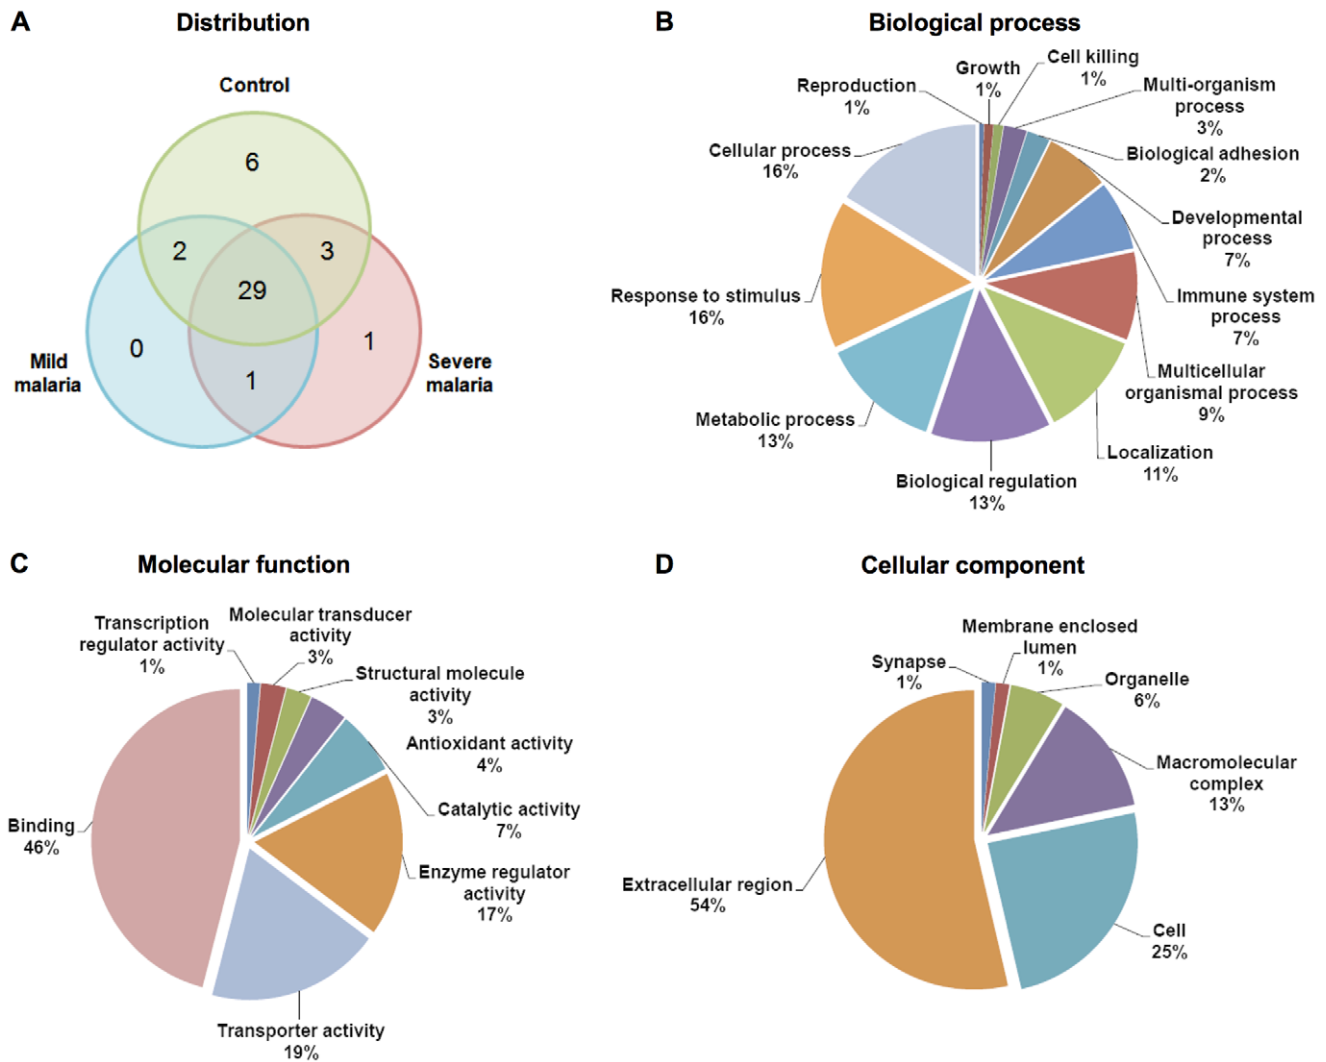 A
Distribution
Control
6
2
3
29
0
1
1
Mild
malaria
Severe
malaria
B
Biological process
Reproduction
1%
Growth
1%
Cell killing
1%
Multi-organism
process
3%
Biological adhesion
2%
Developmental
process
7%
Immune system
process
7%
Multicellular
organismal process
9%
Localization
11%
Biological regulation
13%
Metabolic process
13%
Response to stimulus
16%
Cellular process
16%
C
Molecular function
Transcription
regulator activity
1%
Molecular transducer
activity
3%
Structural molecule
activity
3%
Antioxidant activity
4%
Catalytic activity
7%
Enzyme regulator
activity
17%
Transporter activity
19%
Binding
46%
D
Cellular component
Synapse
1%
Membrane enclosed
lumen
1%
Organelle
6%
Macromolecular
complex
13%
Cell
25%
Extracellular region
54%